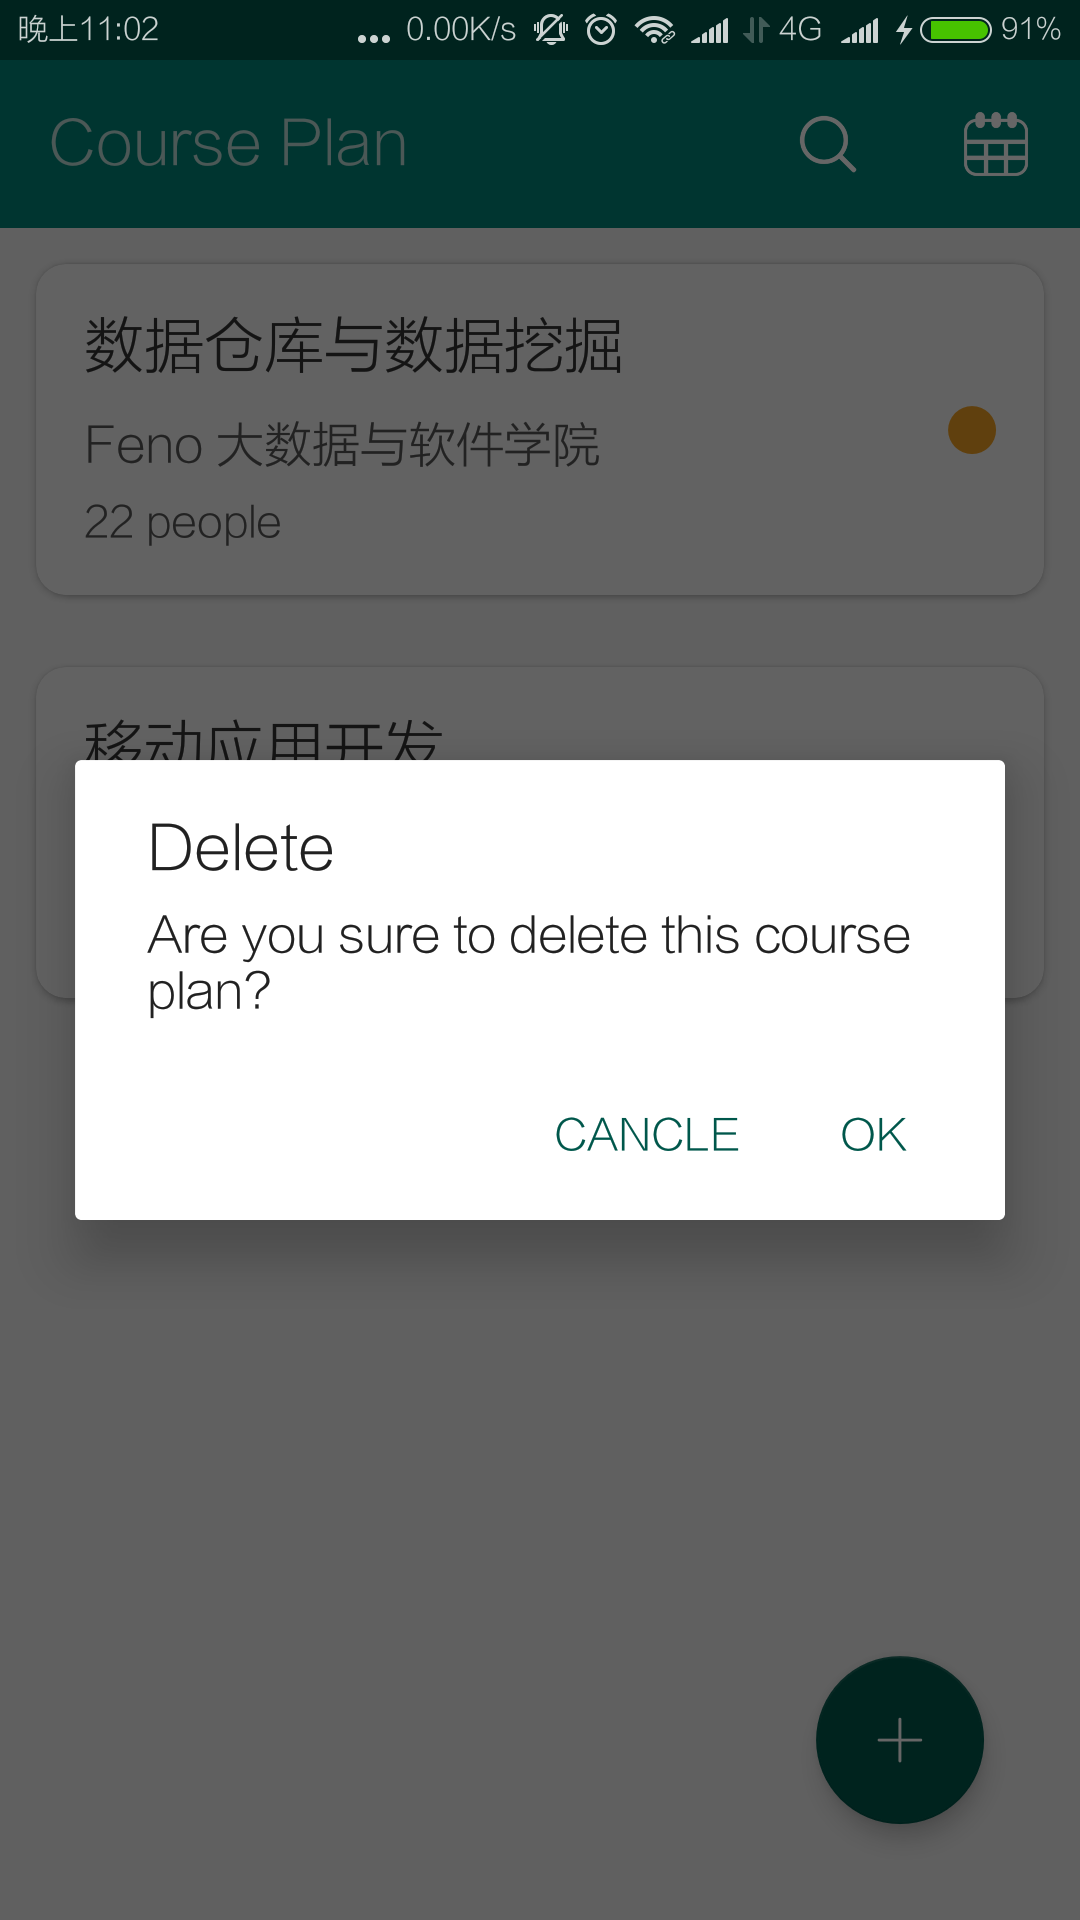 晚上11:02 ... 0.00K/s 4G 91%
Course Plan
数据仓库与数据挖掘
Feno 大数据与软件学院
22 people
移动应用开发
Delete
Are you sure to delete this course
plan?
CANCLE OK